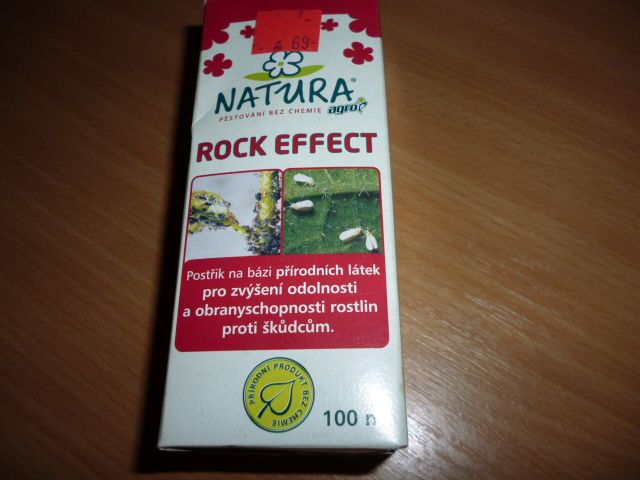 69-
NATURA®
PĚSTOVÁNÍ BEZ CHEMIE
agro
ROCK EFFECT
Postřik na bázi přírodních látek
pro zvýšení odolnosti
a obranyschopnosti rostlin
proti škůdcům.
PŘÍRODNÍ PRODUKT BEZ CHEMIE
100